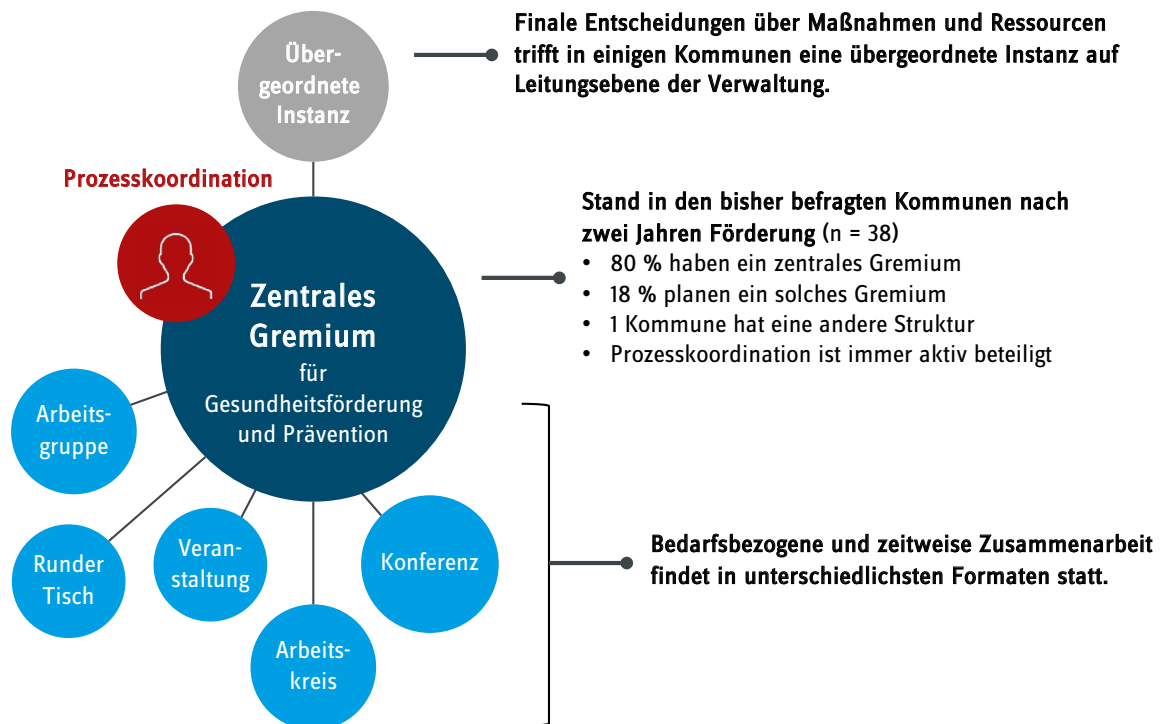 Über-
geordnete
Instanz
Finale Entscheidungen über Maßnahmen und Ressourcen
trifft in einigen Kommunen eine übergeordnete Instanz auf
Leitungsebene der Verwaltung.
Prozesskoordination
Zentrales
Gremium
für
Gesundheitsförderung
und Prävention
Stand in den bisher befragten Kommunen nach
zwei Jahren Förderung (n = 38)
• 80 % haben ein zentrales Gremium
• 18 % planen ein solches Gremium
• 1 Kommune hat eine andere Struktur
• Prozesskoordination ist immer aktiv beteiligt
Arbeits-
gruppe
Runder
Tisch
Veran-
staltung
Arbeits-
kreis
Konferenz
Bedarfsbezogene und zeitweise Zusammenarbeit
findet in unterschiedlichsten Formaten statt.